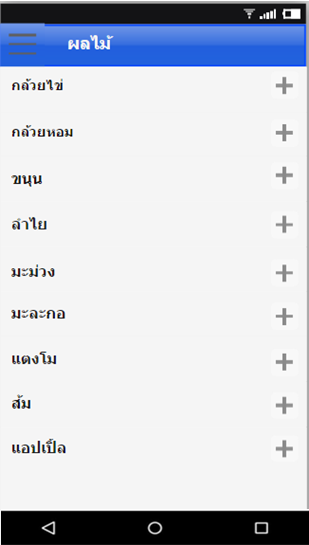 ผลไม้
กล้วยไข่
กล้วยหอม
ขนุน
ลำไย
มะม่วง
มะละกอ
แตงโม
ส้ม
แอปเปิ้ล